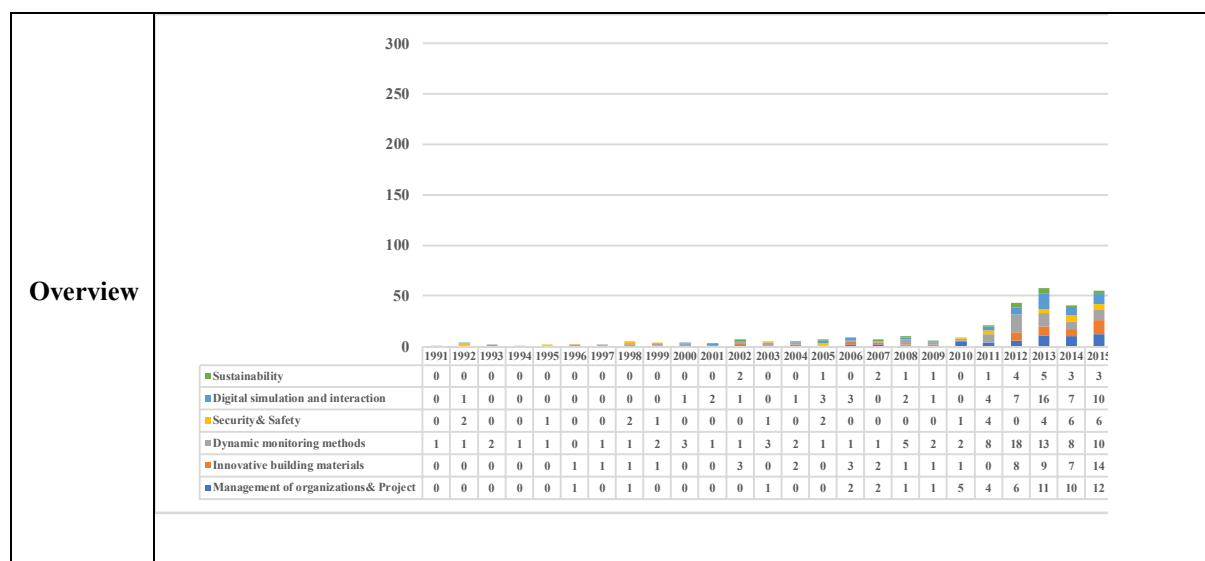 300
250
200
150
100
Overview
50
0
1991 1992 1993 1994 1995 1996 1997 1998 1999 2000 2001 2002 2003 2004 2005 2006 2007 2008 2009 2010 2011 2012 2013 2014 2015
Sustainability 0 0 0 0 0 0 0 0 0 0 0 2 0 0 1 0 2 1 1 0 1 4 5 3 3
Digital simulation and interaction 0 1 0 0 0 0 0 0 0 1 2 1 0 1 3 3 0 2 1 0 4 7 16 7 10
Security& Safety 0 2 0 0 1 0 0 2 1 0 0 0 1 0 2 0 0 0 0 1 4 0 4 6 6
Dynamic monitoring methods 1 1 2 1 1 0 1 1 2 3 1 1 3 2 1 1 1 5 2 2 8 18 13 8 10
Innovative building materials 0 0 0 0 0 1 1 1 1 0 0 3 0 2 0 3 2 1 1 1 0 8 9 7 14
Management of organizations& Project 0 0 0 0 0 1 0 1 0 0 0 0 1 0 0 2 2 1 1 5 4 6 11 10 12